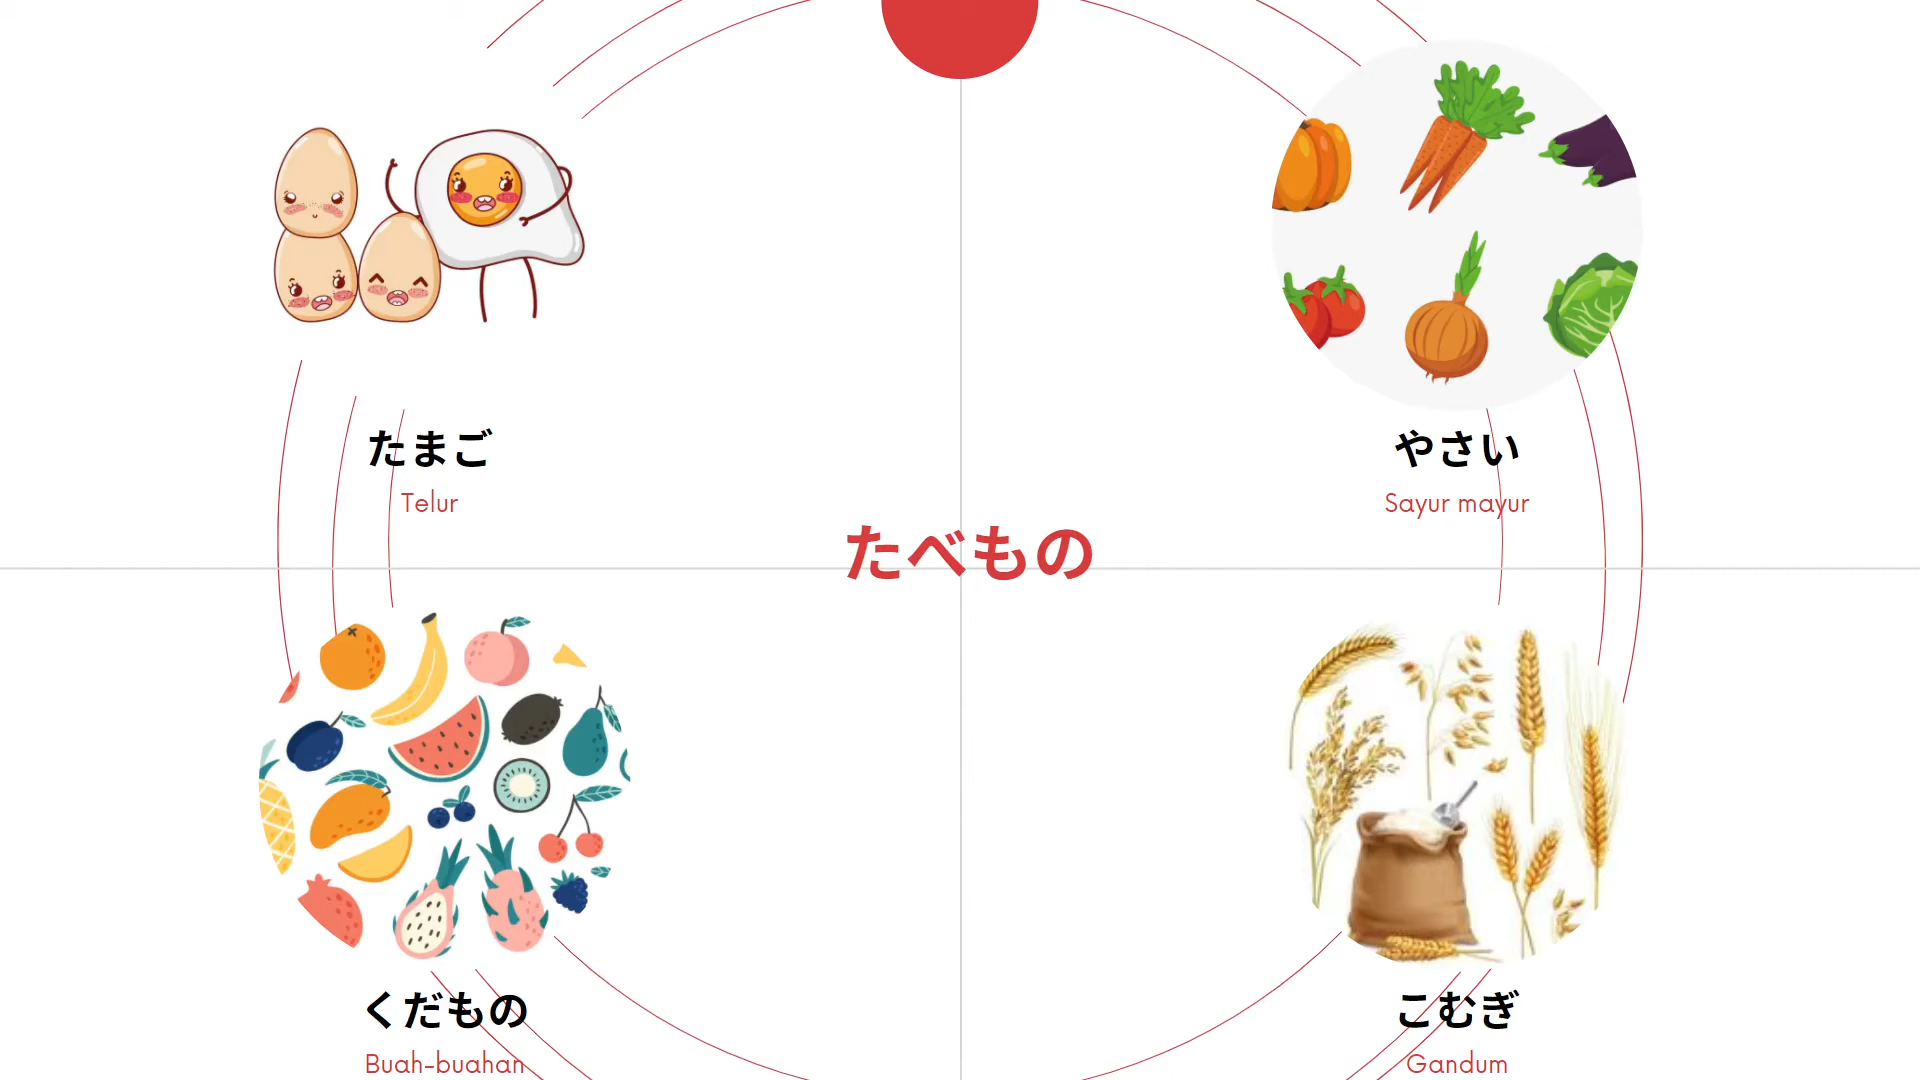 たまご
Telur
やさい
Sayur mayur
たべもの
くだもの
Buah-buahan
こむぎ
Gandum